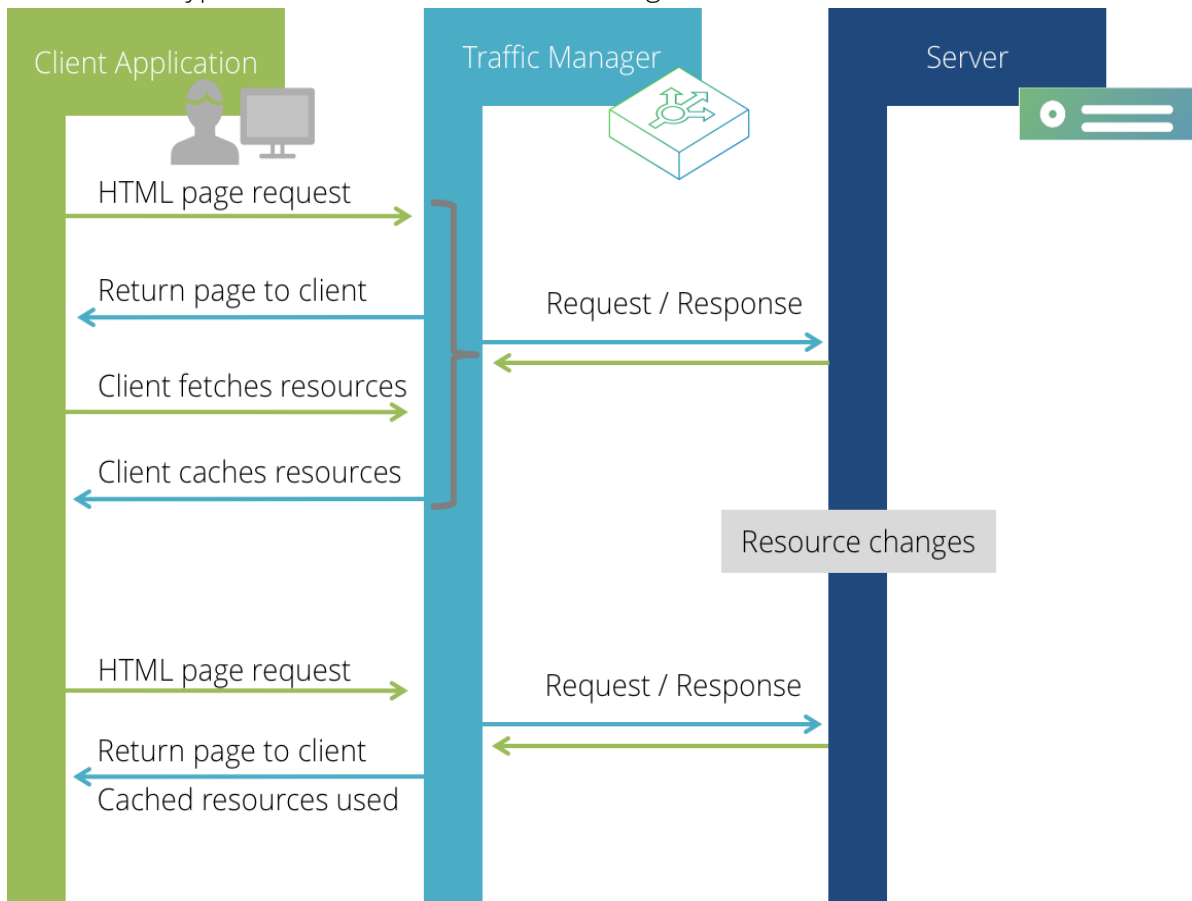 Client Application
Traffic Manager
Server
HTML page request
Return page to client
Request / Response
Client fetches resources
Client caches resources
Resource changes
HTML page request
Request / Response
Return page to client
Cached resources used